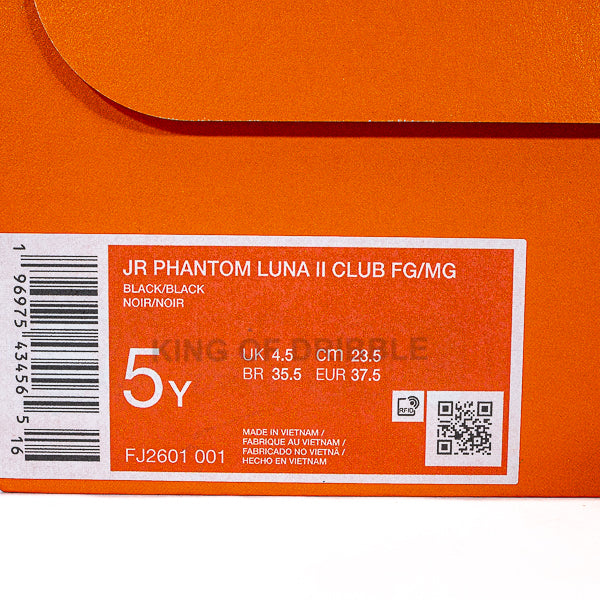 JR PHANTOM LUNA II CLUB FG/MG
BLACK/BLACK
NOIR/NOIR
KING OF DRIBBLE
5Y
UK 4.5 CM 23.5
BR 35.5 EUR 37.5
RFID
FJ2601 001
MADE IN VIETNAM /
FABRIQUE AU VIETNAM /
FABRICADO NO VIETNÃ /
HECHO EN VIETNAM
1 96975 43456 5 16